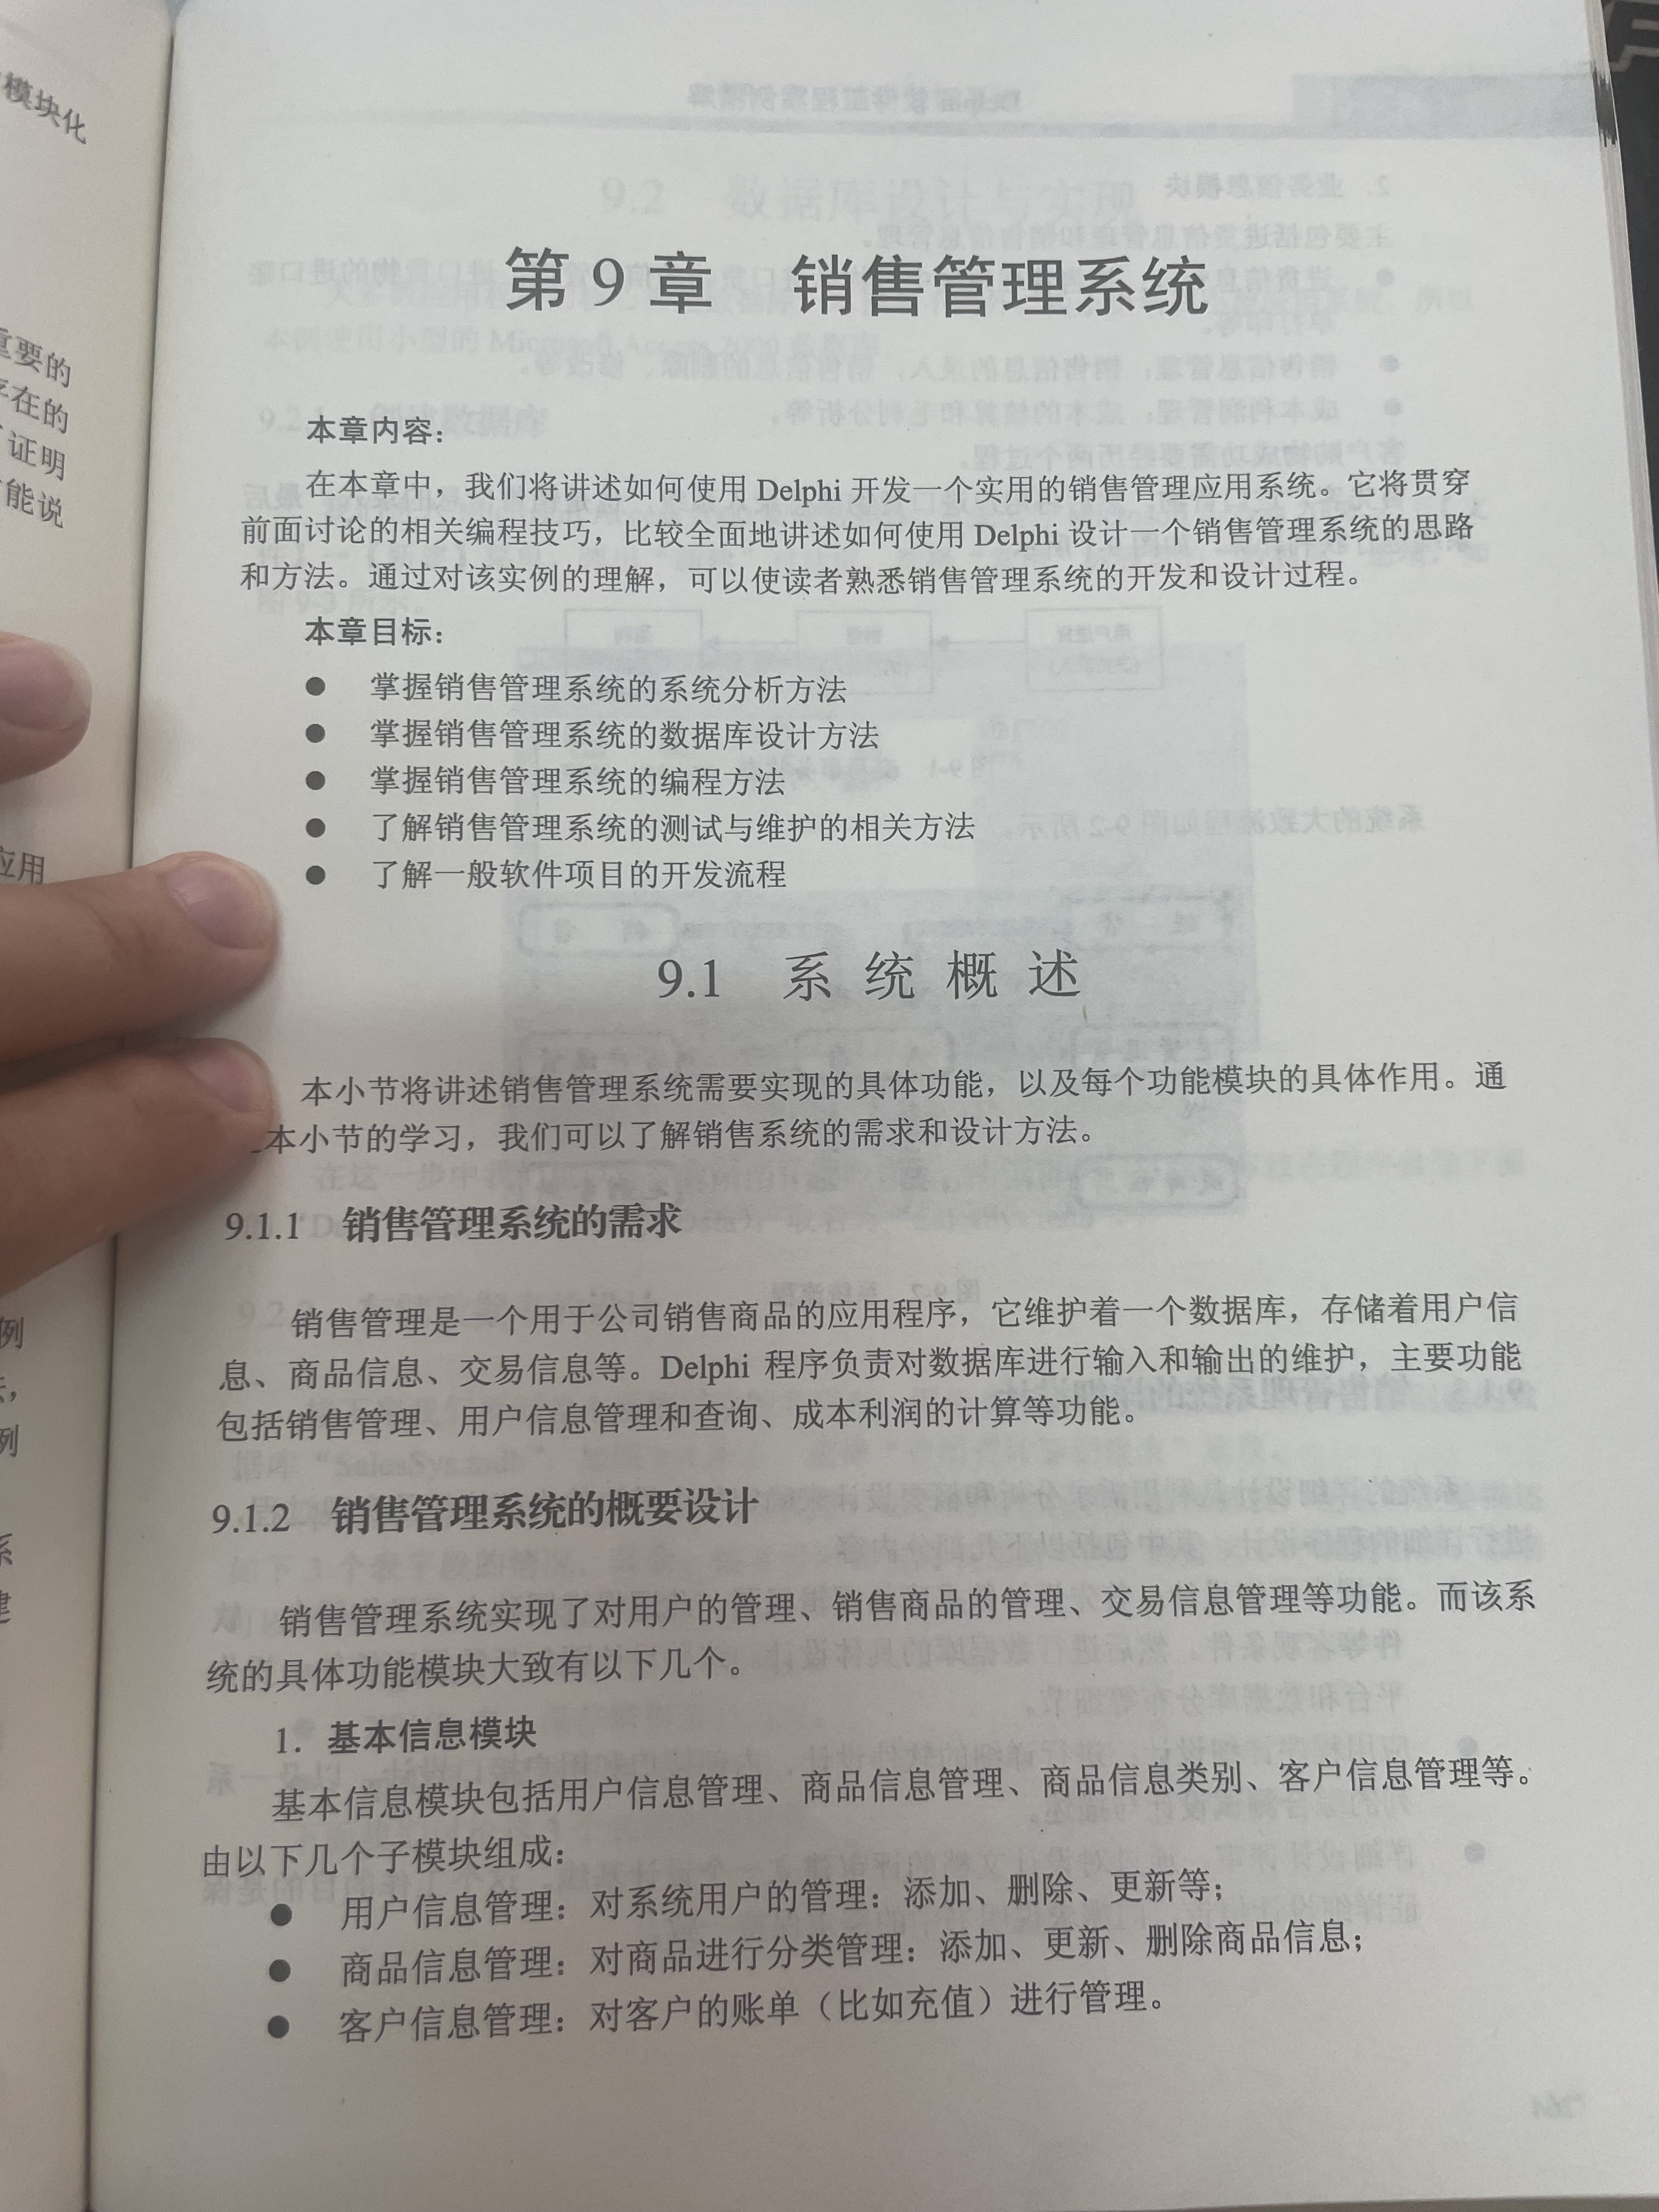 模块化
重要的
存在的
证明
能说
应用
例
例
第 9 章 销售管理系统
本章内容：
在本章中，我们将讲述如何使用 Delphi 开发一个实用的销售管理应用系统。它将贯穿
前面讨论的相关编程技巧，比较全面地讲述如何使用 Delphi 设计一个销售管理系统的思路
和方法。通过对该实例的理解，可以使读者熟悉销售管理系统的开发和设计过程。
本章目标：
● 掌握销售管理系统的系统分析方法
● 掌握销售管理系统的数据库设计方法
● 掌握销售管理系统的编程方法
● 了解销售管理系统的测试与维护的相关方法
● 了解一般软件项目的开发流程
9.1 系 统 概 述
本小节将讲述销售管理系统需要实现的具体功能，以及每个功能模块的具体作用。通
本小节的学习，我们可以了解销售系统的需求和设计方法。
9.1.1 销售管理系统的需求
销售管理是一个用于公司销售商品的应用程序，它维护着一个数据库，存储着用户信
息、商品信息、交易信息等。Delphi 程序负责对数据库进行输入和输出的维护，主要功能
包括销售管理、用户信息管理和查询、成本利润的计算等功能。
9.1.2 销售管理系统的概要设计
销售管理系统实现了对用户的管理、销售商品的管理、交易信息管理等功能。而该系
统的具体功能模块大致有以下几个。
1. 基本信息模块
基本信息模块包括用户信息管理、商品信息管理、商品信息类别、客户信息管理等。
由以下几个子模块组成：
● 用户信息管理：对系统用户的管理：添加、删除、更新等；
● 商品信息管理：对商品进行分类管理：添加、更新、删除商品信息；
● 客户信息管理：对客户的账单（比如充值）进行管理。